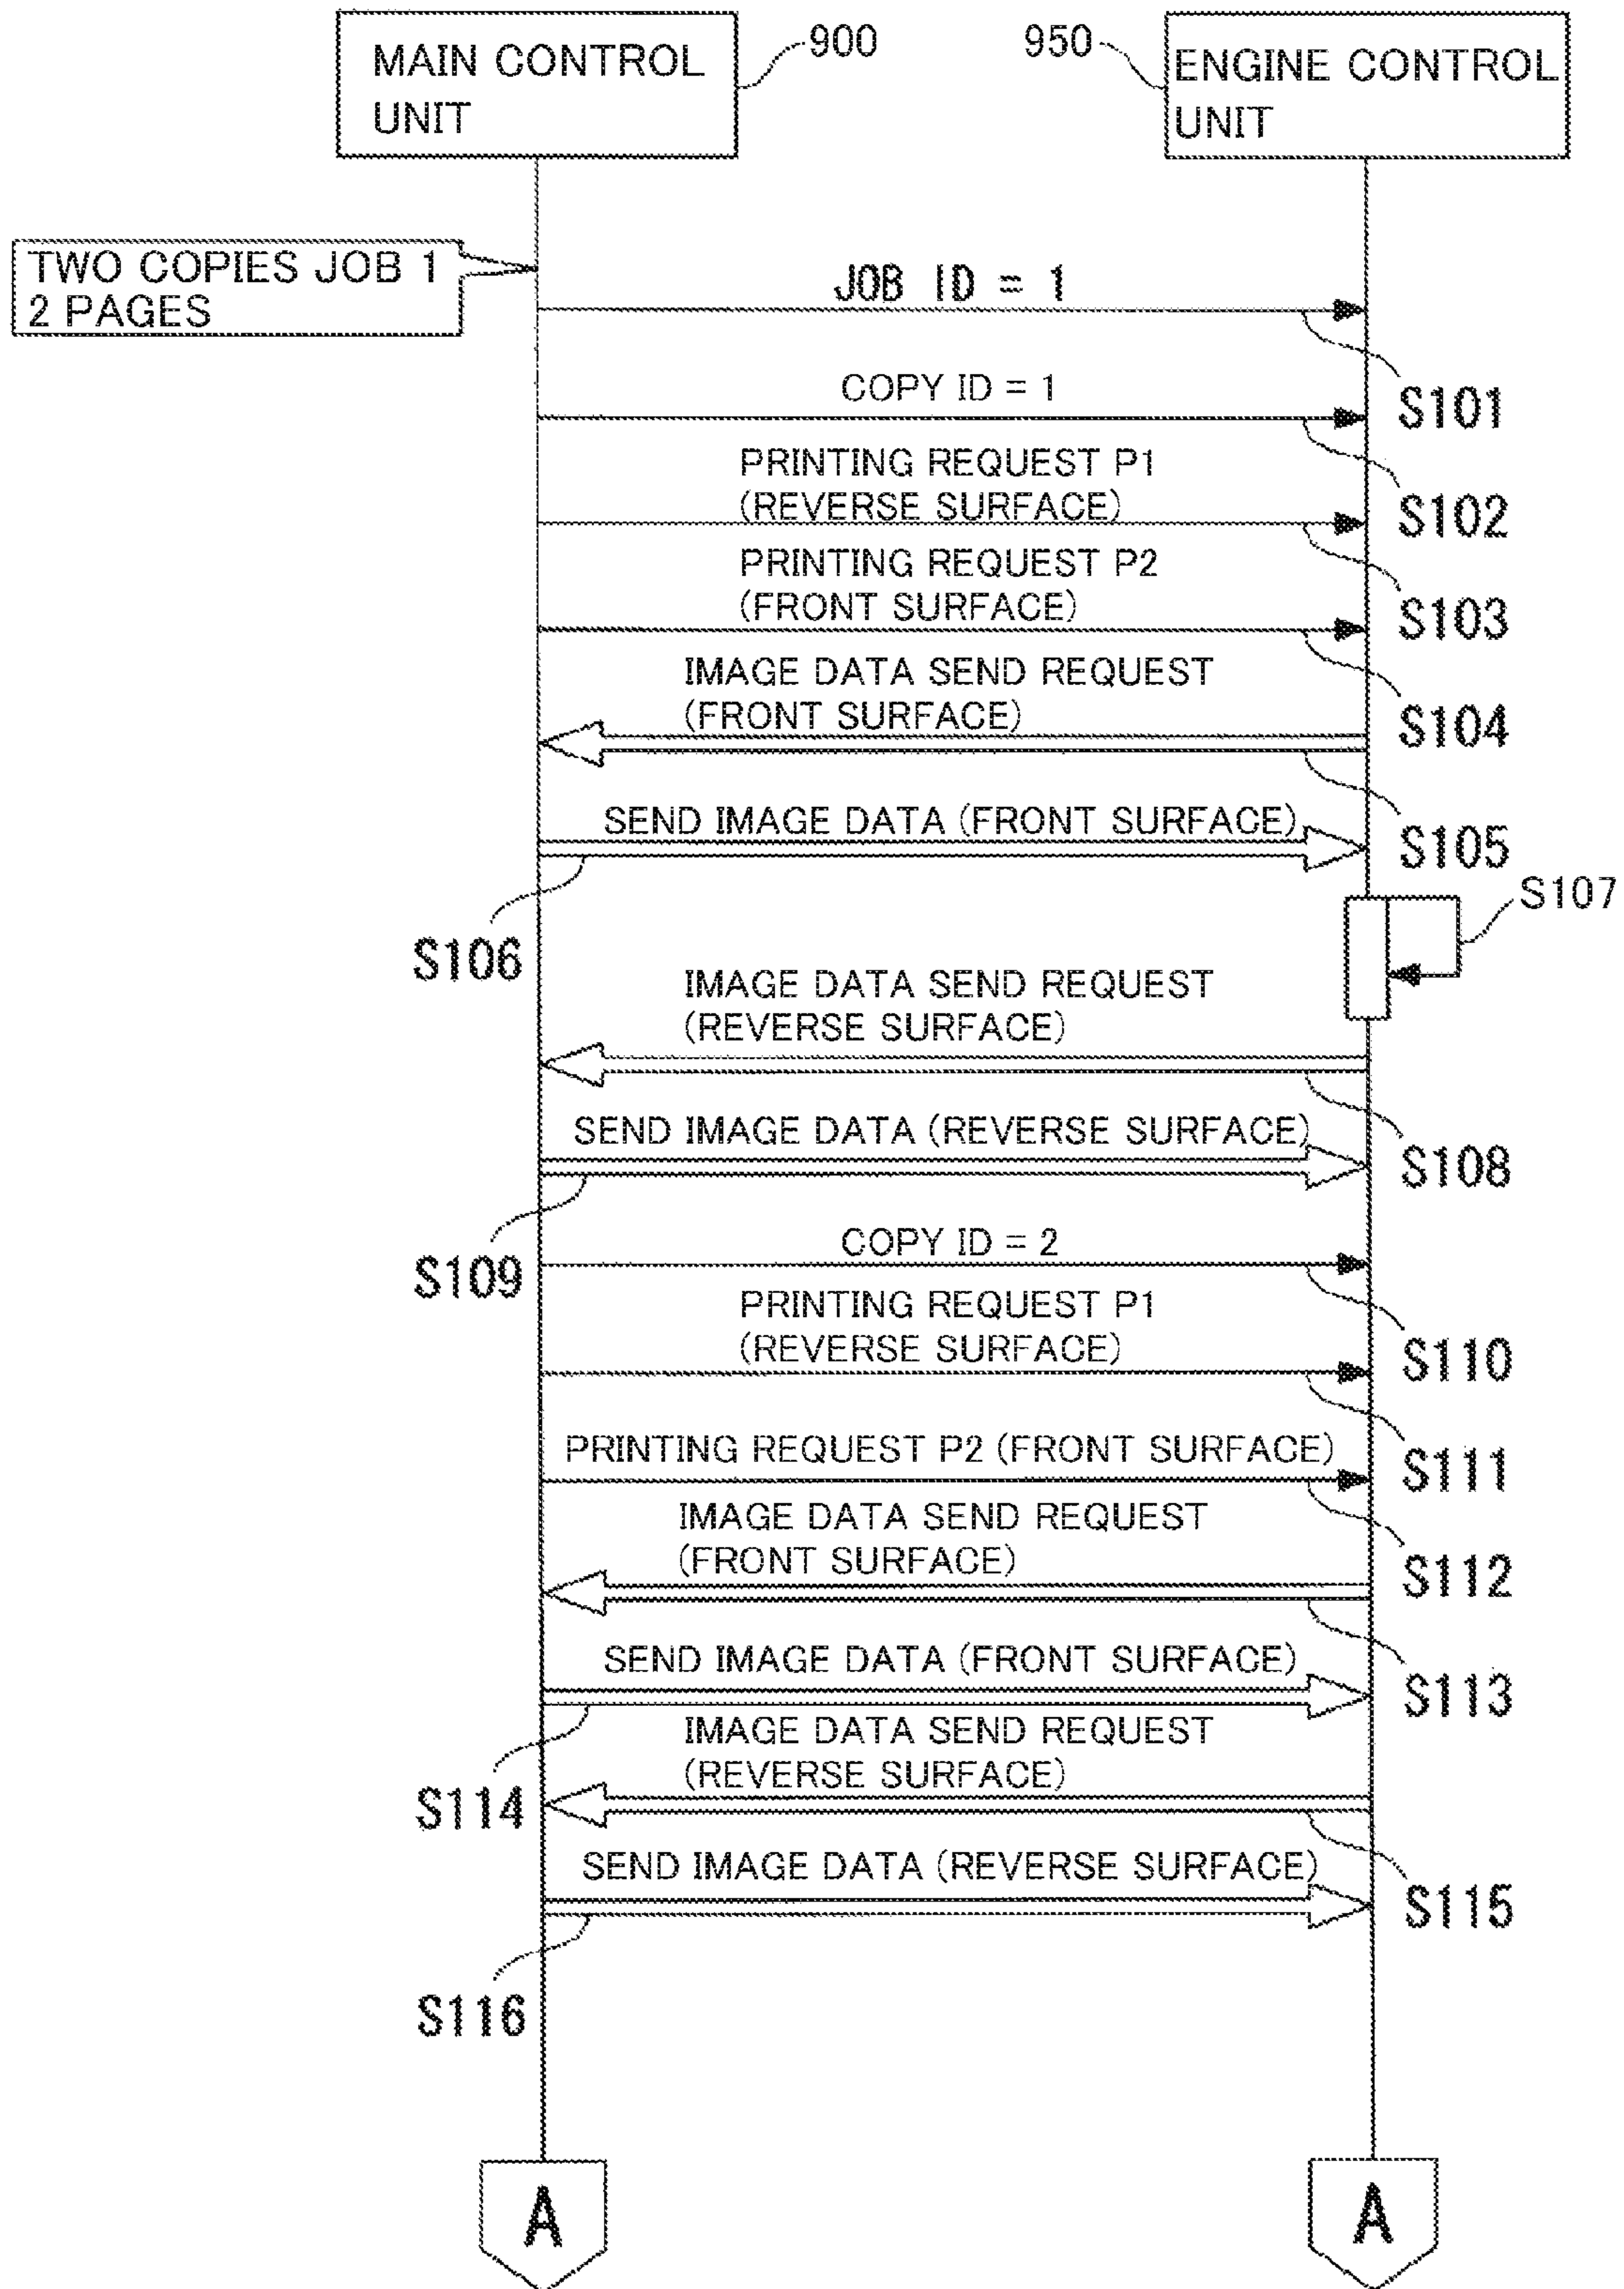 MAIN CONTROL
UNIT
900
950
ENGINE CONTROL
UNIT
TWO COPIES JOB 1
2 PAGES
JOB ID = 1
S101
COPY ID = 1
S102
PRINTING REQUEST P1
(REVERSE SURFACE)
S103
PRINTING REQUEST P2
(FRONT SURFACE)
S104
IMAGE DATA SEND REQUEST
(FRONT SURFACE)
S105
SEND IMAGE DATA (FRONT SURFACE)
S106
S107
IMAGE DATA SEND REQUEST
(REVERSE SURFACE)
S108
SEND IMAGE DATA (REVERSE SURFACE)
S109
COPY ID = 2
S110
PRINTING REQUEST P1
(REVERSE SURFACE)
S111
PRINTING REQUEST P2 (FRONT SURFACE)
S112
IMAGE DATA SEND REQUEST
(FRONT SURFACE)
S113
SEND IMAGE DATA (FRONT SURFACE)
S114
IMAGE DATA SEND REQUEST
(REVERSE SURFACE)
S115
SEND IMAGE DATA (REVERSE SURFACE)
S116
A
A